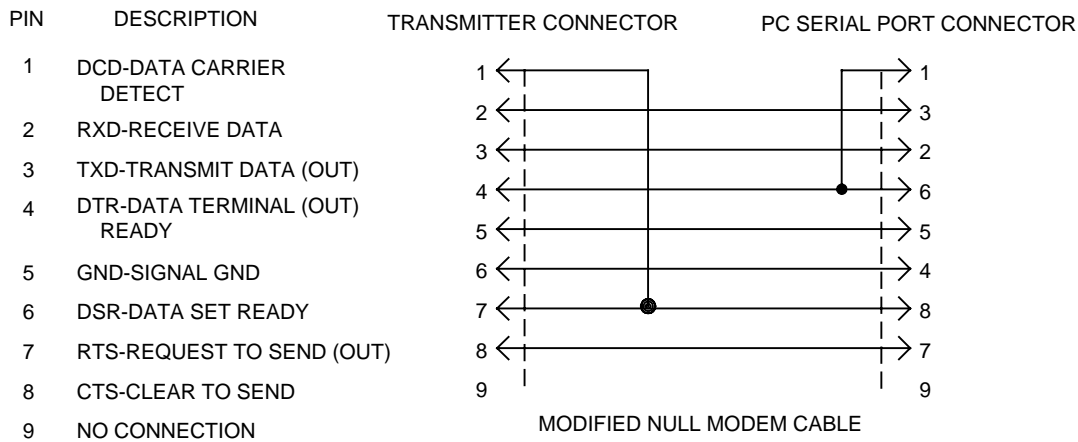 PIN DESCRIPTION TRANSMITTER CONNECTOR PC SERIAL PORT CONNECTOR
1 DCD-DATA CARRIER
DETECT
2 RXD-RECEIVE DATA
3 TXD-TRANSMIT DATA (OUT)
4 DTR-DATA TERMINAL (OUT)
READY
5 GND-SIGNAL GND
6 DSR-DATA SET READY
7 RTS-REQUEST TO SEND (OUT)
8 CTS-CLEAR TO SEND
9 NO CONNECTION
1 1
2 3
3 2
4 6
5 5
6 4
7 8
8 7
9 9
MODIFIED NULL MODEM CABLE